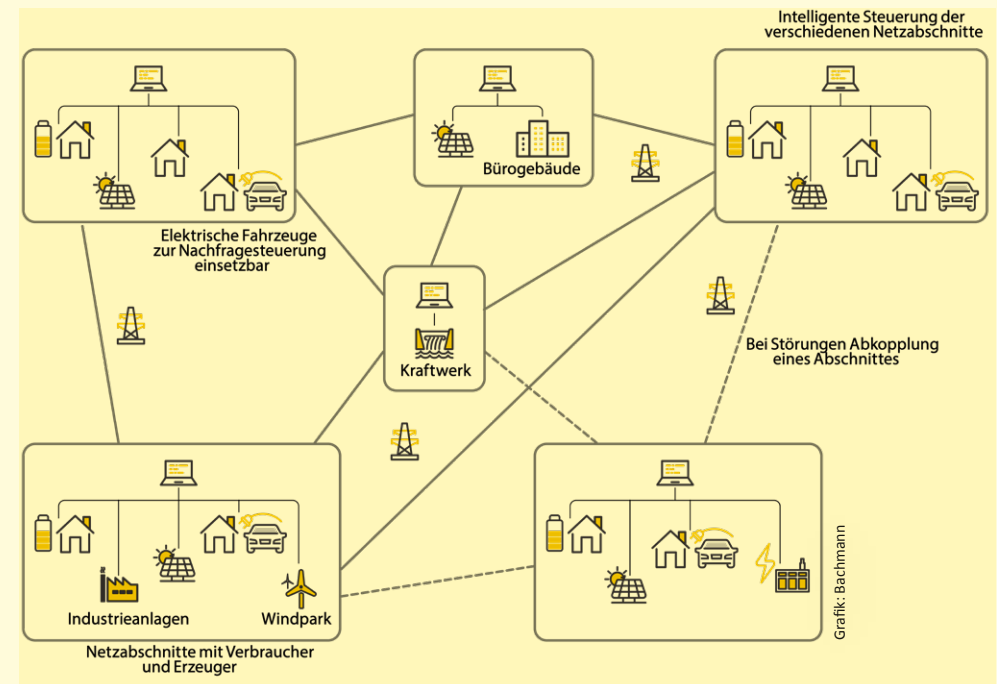 Intelligente Steuerung der
verschiedenen Netzabschnitte
Bürogebäude
Elektrische Fahrzeuge
zur Nachfragesteuerung
einsetzbar
Kraftwerk
Bei Störungen Abkopplung
eines Abschnittes
Industrieanlagen
Windpark
Netzabschnitte mit Verbraucher
und Erzeuger
Grafik: Bachmann